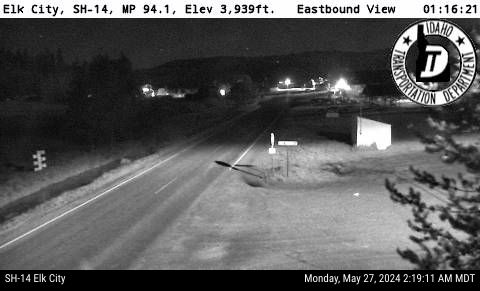 Elk City, SH-14, MP 94.1, Elev 3,939ft. Eastbound View 01:16:21
IDAHO
TRANSPORTATION DEPARTMENT
SH-14 Elk City Monday, May 27, 2024 2:19:11 AM MDT